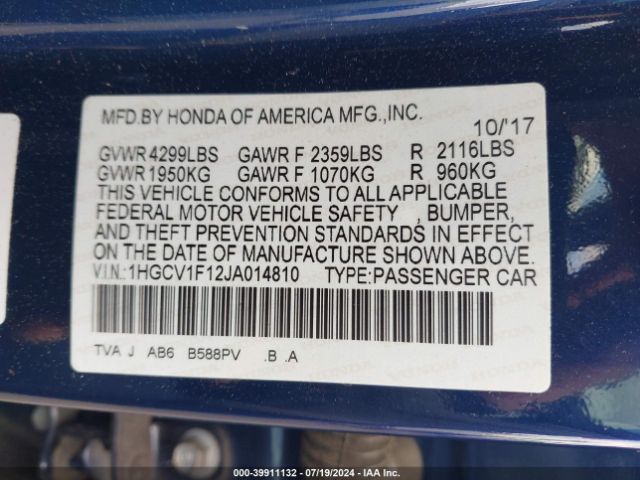 MFD.BY HONDA OF AMERICA MFG.,INC.
10/'17
GVWR 4299LBS GAWR F 2359LBS R 2116LBS
GVWR 1950KG GAWR F 1070KG R 960KG
THIS VEHICLE CONFORMS TO ALL APPLICABLE
FEDERAL MOTOR VEHICLE SAFETY , BUMPER,
AND THEFT PREVENTION STANDARDS IN EFFECT
ON THE DATE OF MANUFACTURE SHOWN ABOVE.
V.I.N.:1HGCV1F12JA014810 TYPE:PASSENGER CAR
TVA J AB6 B588PV .B .A
000-39911132 - 07/19/2024 - IAA Inc.